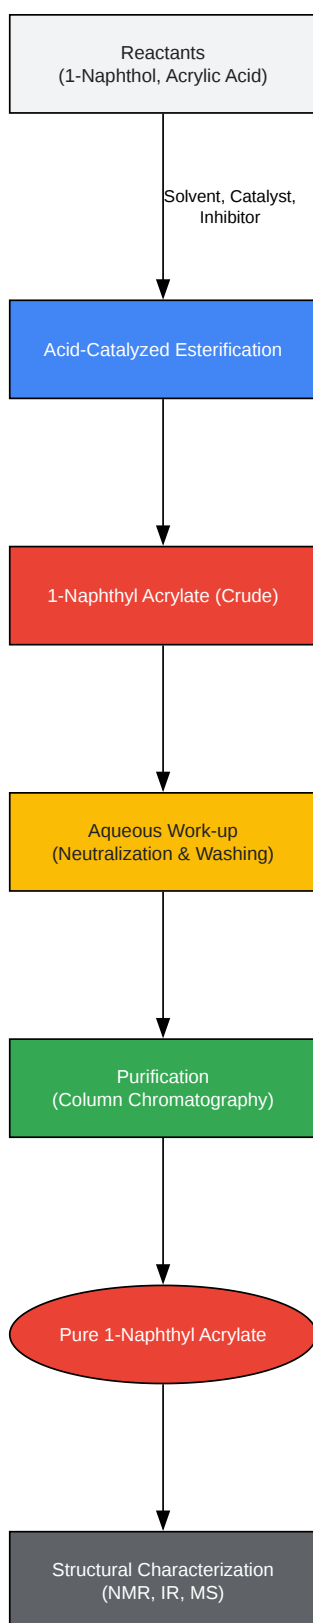 Reactants
(1-Naphthol, Acrylic Acid)
Solvent, Catalyst,
Inhibitor
Acid-Catalyzed Esterification
1-Naphthyl Acrylate (Crude)
Aqueous Work-up
(Neutralization & Washing)
Purification
(Column Chromatography)
Pure 1-Naphthyl Acrylate
Structural Characterization
(NMR, IR, MS)